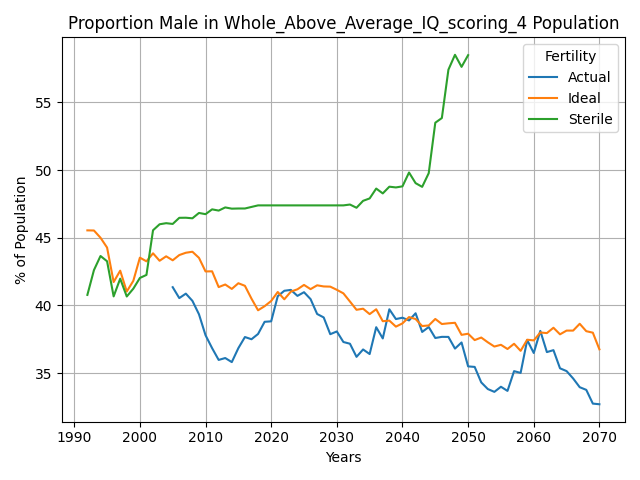 Proportion Male in Whole_Above_Average_IQ_scoring_4 Population
Fertility
Actual
Ideal
Sterile
% of Population
55
50
45
40
35
1990
2000
2010
2020
2030
2040
2050
2060
2070
Years